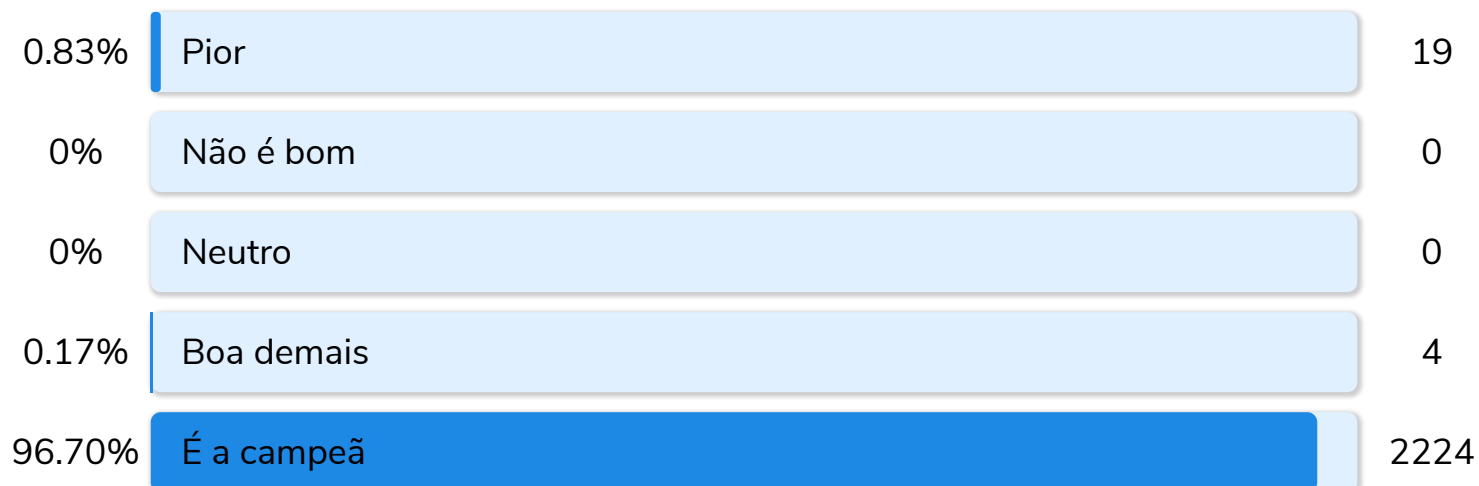 0.83% Pior 19
0% Não é bom 0
0% Neutro 0
0.17% Boa demais 4
96.70% É a campeã 2224